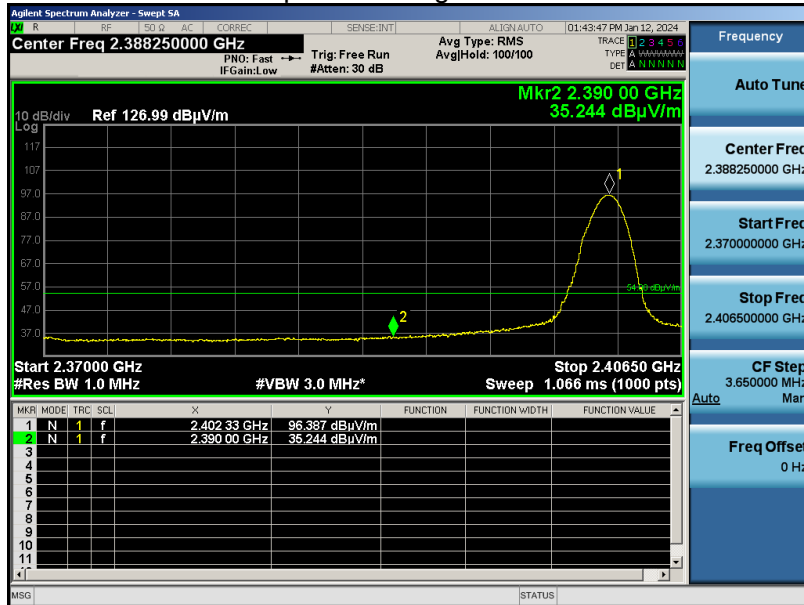 Agilent Spectrum Analyzer - Swept SA
LXI R RF 50 Ω AC CORREC SENSE:INT ALIGN AUTO 01:43:47 PM Jan 12, 2024
Center Freq 2.388250000 GHz
PNO: Fast
IFGain:Low
Trig: Free Run
#Atten: 30 dB
Avg Type: RMS
Avg|Hold: 100/100
TRACE 1 2 3 4 5 6
TYPE A
DET A N N N N N
Mkr2 2.390 00 GHz
35.244 dBµV/m
10 dB/div Ref 126.99 dBµV/m
Log
117
107
97.0
87.0
77.0
67.0
57.0
47.0
37.0
1
2
Start 2.37000 GHz Stop 2.40650 GHz
#Res BW 1.0 MHz #VBW 3.0 MHz* Sweep 1.066 ms (1000 pts)
MKR MODE TRC SCL X Y FUNCTION FUNCTION WIDTH FUNCTION VALUE
1 N 1 f 2.402 33 GHz 96.387 dBµV/m
2 N 1 f 2.390 00 GHz 35.244 dBµV/m
3
4
5
6
7
8
9
10
11
MSG STATUS
Frequency
Auto Tune
Center Freq
2.388250000 GHz
Start Freq
2.370000000 GHz
Stop Freq
2.406500000 GHz
CF Step
3.650000 MHz
Auto Man
Freq Offset
0 Hz